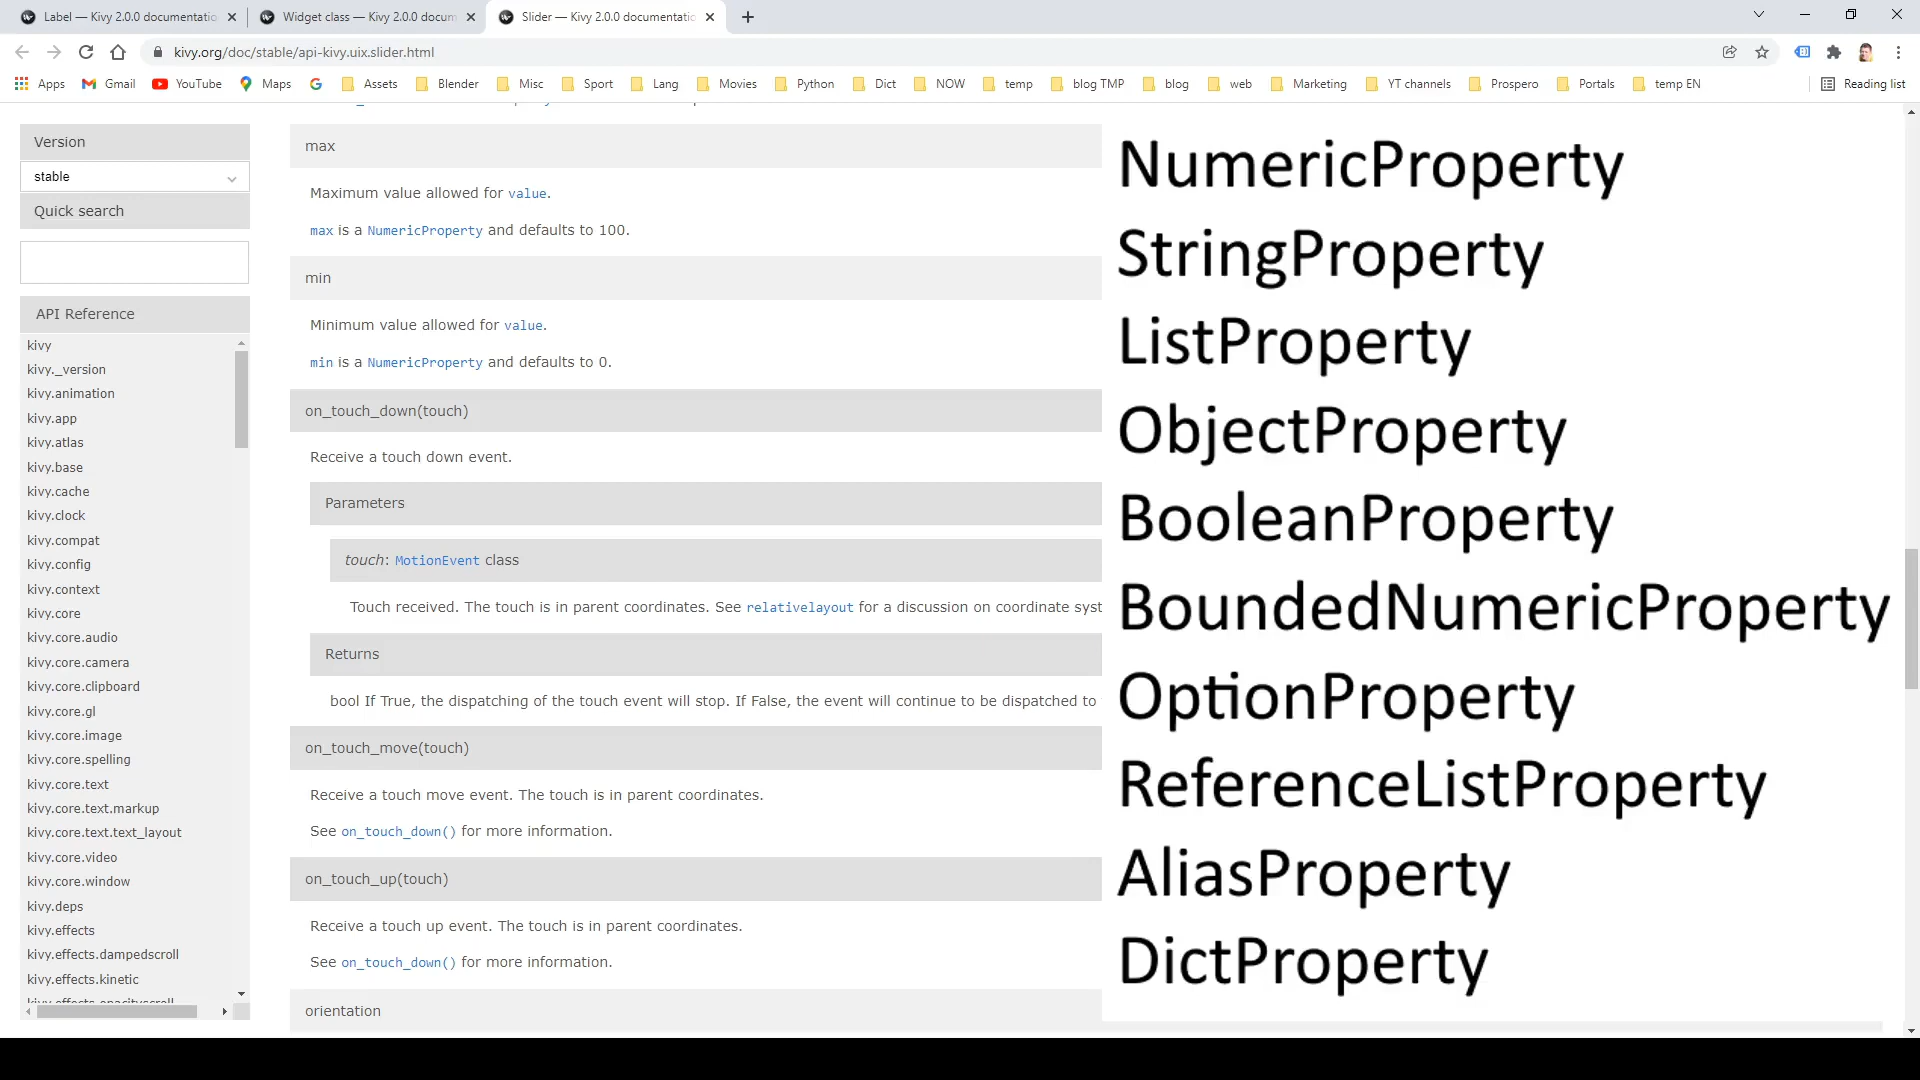 Label — Kivy 2.0.0 documentatio
Widget class — Kivy 2.0.0 docum
Slider — Kivy 2.0.0 documentatio
kivy.org/doc/stable/api-kivy.uix.slider.html
Apps
Gmail
YouTube
Maps
Assets
Blender
Misc
Sport
Lang
Movies
Python
Dict
NOW
temp
blog TMP
blog
web
Marketing
YT channels
Prospero
Portals
temp EN
Reading list
Version
stable
Quick search
API Reference
kivy
kivy._version
kivy.animation
kivy.app
kivy.atlas
kivy.base
kivy.cache
kivy.clock
kivy.compat
kivy.config
kivy.context
kivy.core
kivy.core.audio
kivy.core.camera
kivy.core.clipboard
kivy.core.gl
kivy.core.image
kivy.core.spelling
kivy.core.text
kivy.core.text.markup
kivy.core.text.text_layout
kivy.core.video
kivy.core.window
kivy.deps
kivy.effects
kivy.effects.dampedscroll
kivy.effects.kinetic
kivy.effects.opacityscroll
max
Maximum value allowed for value.
max is a NumericProperty and defaults to 100.
min
Minimum value allowed for value.
min is a NumericProperty and defaults to 0.
on_touch_down(touch)
Receive a touch down event.
Parameters
touch: MotionEvent class
Touch received. The touch is in parent coordinates. See relativelayout for a discussion on coordinate syst
Returns
bool If True, the dispatching of the touch event will stop. If False, the event will continue to be dispatched to
on_touch_move(touch)
Receive a touch move event. The touch is in parent coordinates.
See on_touch_down() for more information.
on_touch_up(touch)
Receive a touch up event. The touch is in parent coordinates.
See on_touch_down() for more information.
orientation
NumericProperty
StringProperty
ListProperty
ObjectProperty
BooleanProperty
BoundedNumericProperty
OptionProperty
ReferenceListProperty
AliasProperty
DictProperty